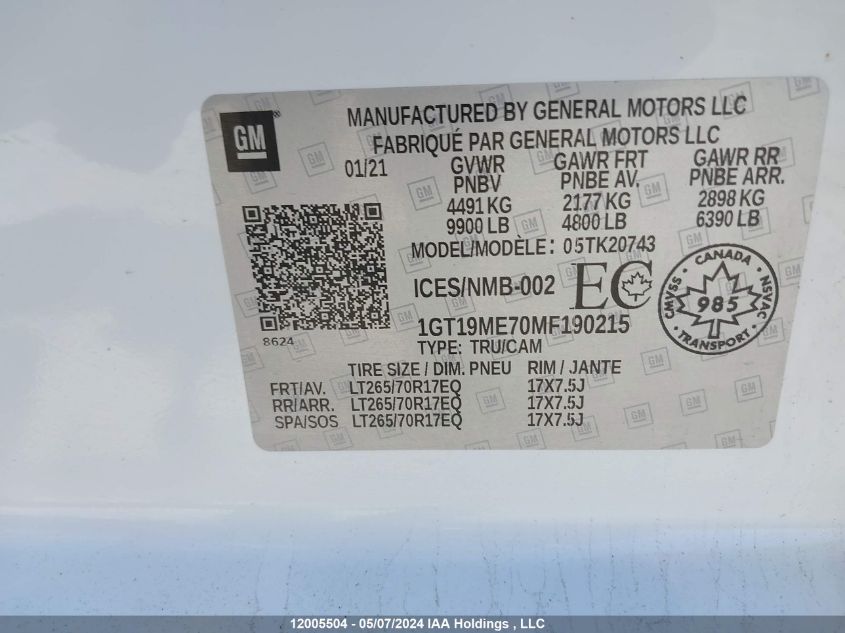 GM
MANUFACTURED BY GENERAL MOTORS LLC
FABRIQUÉ PAR GENERAL MOTORS LLC
01/21 GVWR GAWR FRT GAWR RR
PNBV PNBE AV. PNBE ARR.
4491 KG 2177 KG 2898 KG
9900 LB 4800 LB 6390 LB
MODEL/MODÈLE: 05TK20743
ICES/NMB-002 EC
CANADA
CMVSS 985 NSVAC
TRANSPORT
8624
1GT19ME70MF190215
TYPE: TRU/CAM
TIRE SIZE / DIM. PNEU RIM / JANTE
FRT/AV. LT265/70R17EQ 17X7.5J
RR/ARR. LT265/70R17EQ 17X7.5J
SPA/SOS LT265/70R17EQ 17X7.5J
12005504 - 05/07/2024 IAA Holdings , LLC